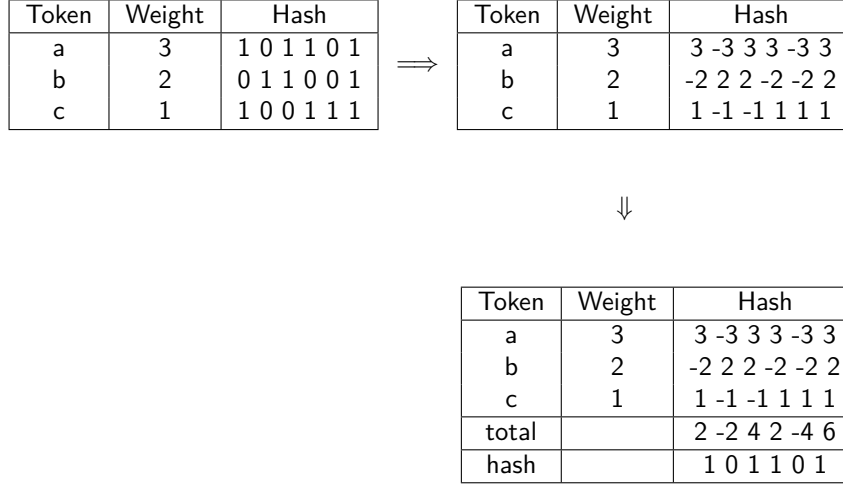 Token Weight Hash
a 3 1 0 1 1 0 1
b 2 0 1 1 0 0 1
c 1 1 0 0 1 1 1
⟹
Token Weight Hash
a 3 3 -3 3 3 -3 3
b 2 -2 2 2 -2 -2 2
c 1 1 -1 -1 1 1 1
⇓
Token Weight Hash
a 3 3 -3 3 3 -3 3
b 2 -2 2 2 -2 -2 2
c 1 1 -1 -1 1 1 1
total 2 -2 4 2 -4 6
hash 1 0 1 1 0 1